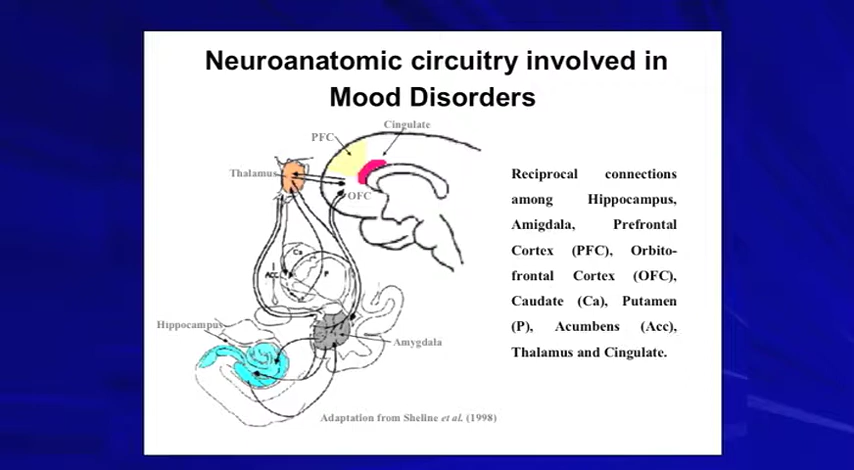 Neuroanatomic circuitry involved in
Mood Disorders
Cingulate
PFC
Thalamus
OFC
Ca
ACC
P
Hippocampus
Amygdala
Adaptation from Sheline et al. (1998)
Reciprocal connections
among Hippocampus,
Amigdala, Prefrontal
Cortex (PFC), Orbito-
frontal Cortex (OFC),
Caudate (Ca), Putamen
(P), Acumbens (Acc),
Thalamus and Cingulate.